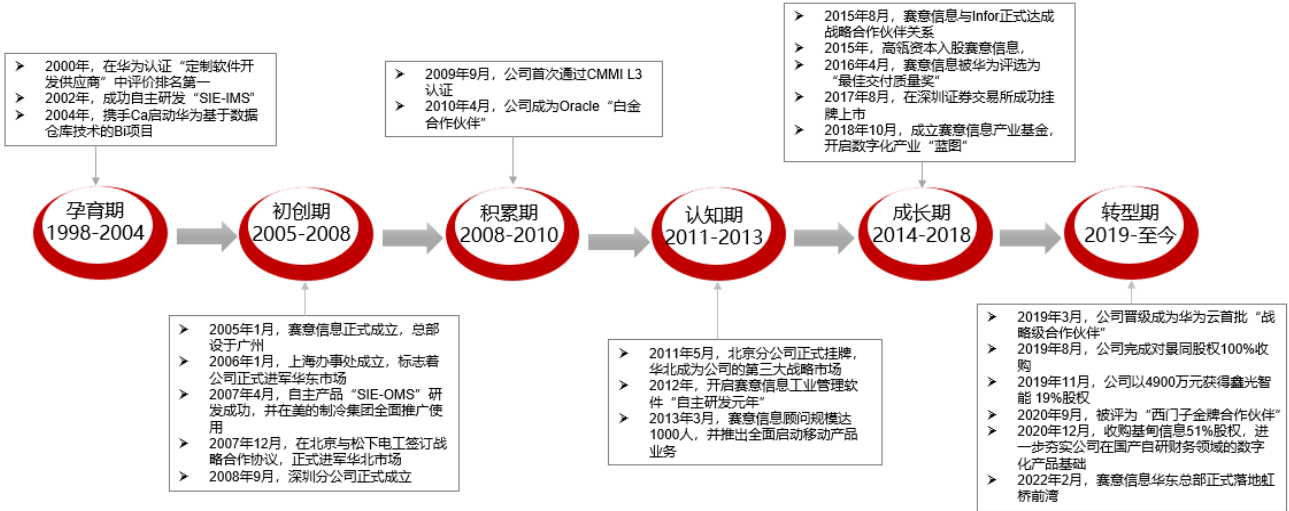 ➢ 2000年，在华为认证“定制软件开
发供应商”中评价排名第一
➢ 2002年，成功自主研发“SIE-IMS”
➢ 2004年，携手Ca启动华为基于数据
仓库技术的Bi项目
➢ 2009年9月，公司首次通过CMMI L3
认证
➢ 2010年4月，公司成为Oracle“白金
合作伙伴”
➢ 2015年8月，赛意信息与Infor正式达成
战略合作伙伴关系
➢ 2015年，高瓴资本入股赛意信息，
➢ 2016年4月，赛意信息被华为评选为
“最佳交付质量奖”
➢ 2017年8月，在深圳证券交易所成功挂
牌上市
➢ 2018年10月，成立赛意信息产业基金，
开启数字化产业“蓝图”
孕育期
1998-2004
初创期
2005-2008
积累期
2008-2010
认知期
2011-2013
成长期
2014-2018
转型期
2019-至今
➢ 2005年1月，赛意信息正式成立，总部
设于广州
➢ 2006年1月，上海办事处成立，标志着
公司正式进军华东市场
➢ 2007年4月，自主产品“SIE-OMS”研
发成功，并在美的制冷集团全面推广使
用
➢ 2007年12月，在北京与松下电工签订战
略合作协议，正式进军华北市场
➢ 2008年9月，深圳分公司正式成立
➢ 2011年5月，北京分公司正式挂牌，
华北成为公司的第三大战略市场
➢ 2012年，开启赛意信息工业管理软
件“自主研发元年”
➢ 2013年3月，赛意信息顾问规模达
1000人，并推出全面启动移动产品
业务
➢ 2019年3月，公司晋级成为华为云首批“战
略级合作伙伴”
➢ 2019年8月，公司完成对景同股权100%收
购
➢ 2019年11月，公司以4900万元获得鑫光智
能 19%股权
➢ 2020年9月，被评为“西门子金牌合作伙伴”
➢ 2020年12月，收购基甸信息51%股权，进
一步夯实公司在国产自研财务领域的数字
化产品基础
➢ 2022年2月，赛意信息华东总部正式落地虹
桥前湾